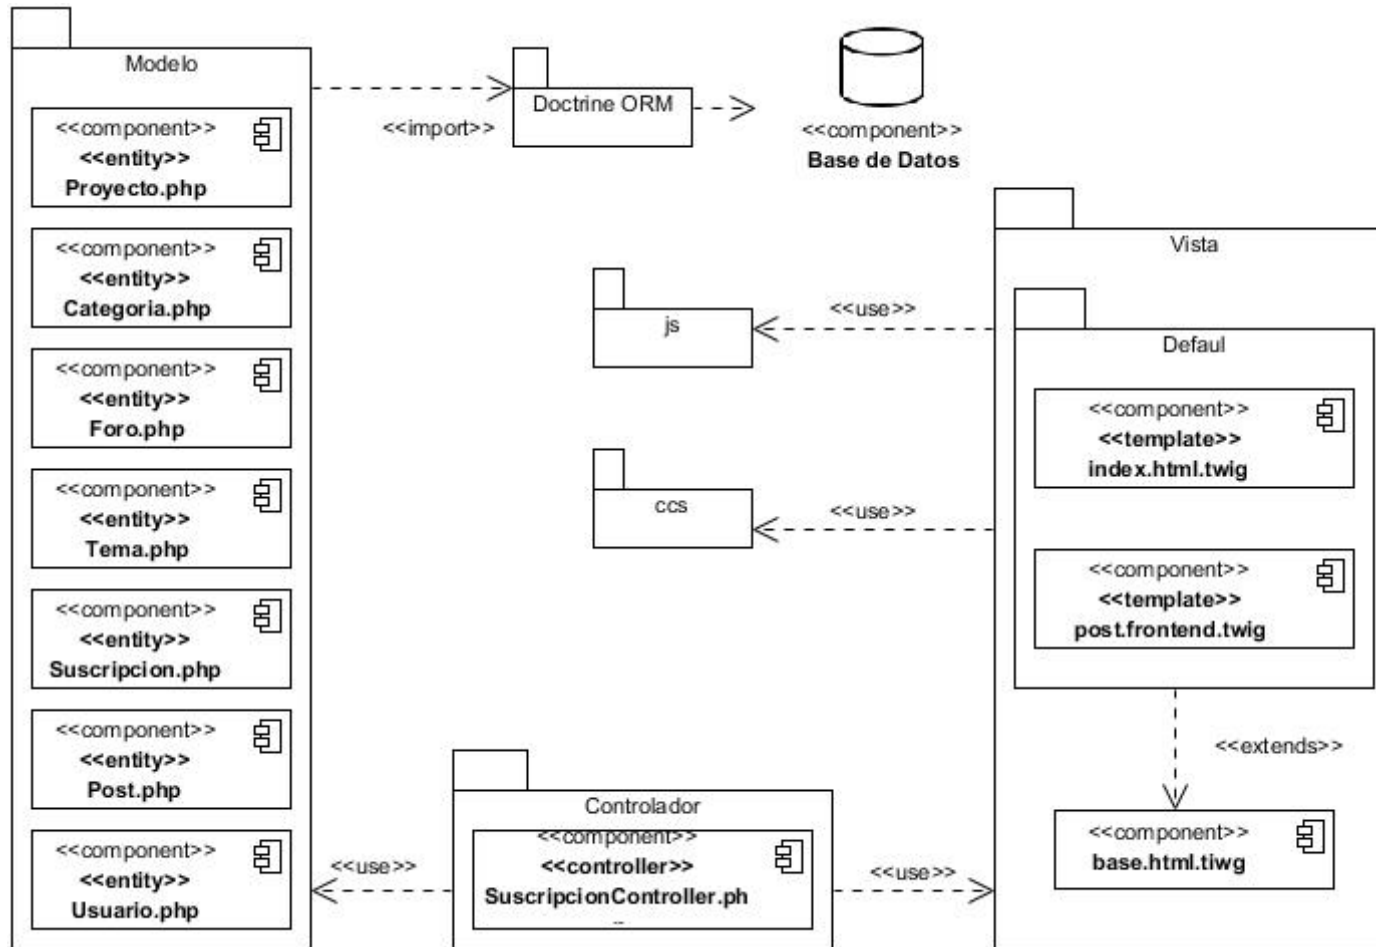 Modelo
<<component>>
<<entity>>
Proyecto.php
<<component>>
<<entity>>
Categoria.php
<<component>>
<<entity>>
Foro.php
<<component>>
<<entity>>
Tema.php
<<component>>
<<entity>>
Suscripcion.php
<<component>>
<<entity>>
Post.php
<<component>>
<<entity>>
Usuario.php
<<import>>
Doctrine ORM
<<component>>
Base de Datos
js
<<use>>
ccs
<<use>>
Vista
Defaul
<<component>>
<<template>>
index.html.twig
<<component>>
<<template>>
post.frontend.twig
<<extends>>
<<component>>
base.html.tiwg
<<use>>
Controlador
<<component>>
<<controller>>
SuscripcionController.ph
<<use>>